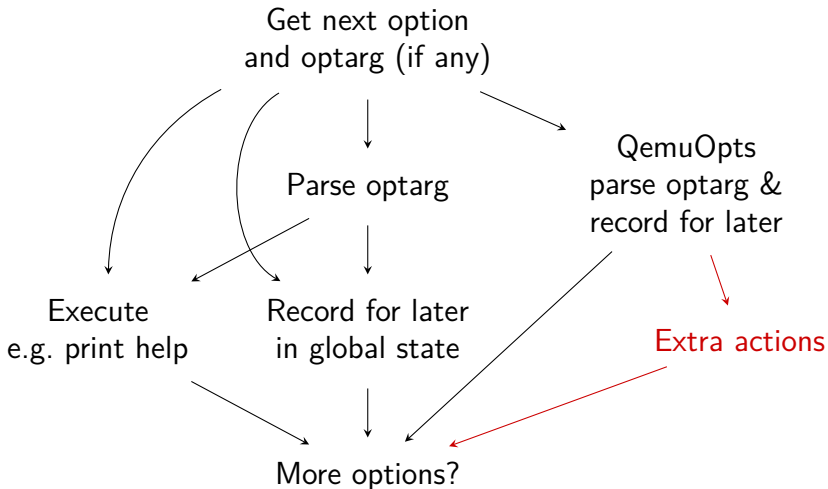 Get next option
and optarg (if any)
Parse optarg
QemuOpts
parse optarg &
record for later
Execute
e.g. print help
Record for later
in global state
Extra actions
More options?